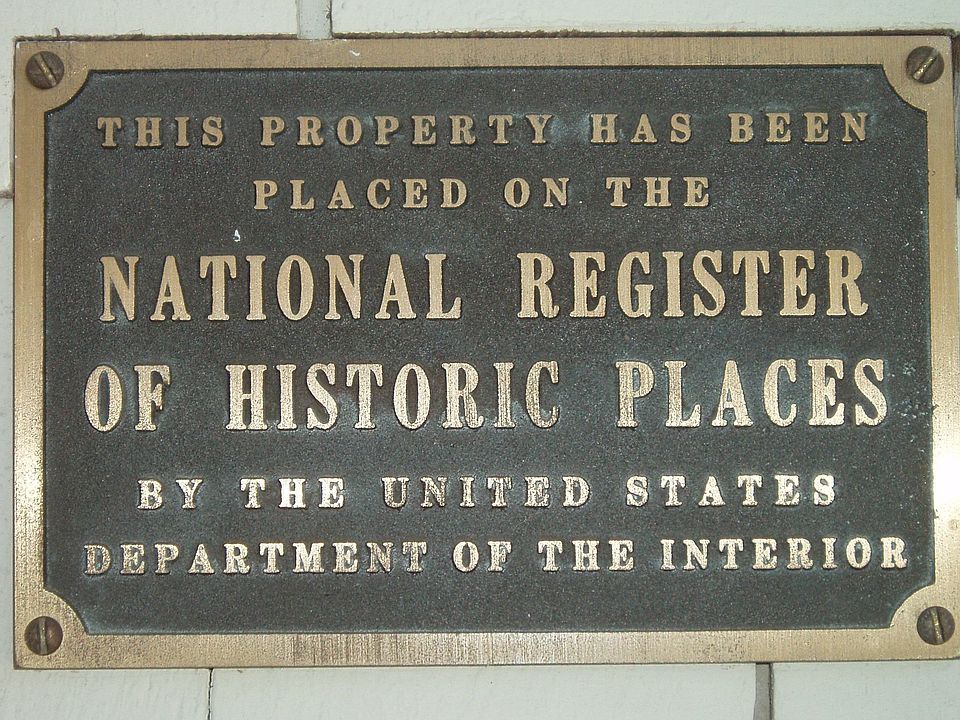 THIS PROPERTY HAS BEEN
PLACED ON THE
NATIONAL REGISTER
OF HISTORIC PLACES
BY THE UNITED STATES
DEPARTMENT OF THE INTERIOR